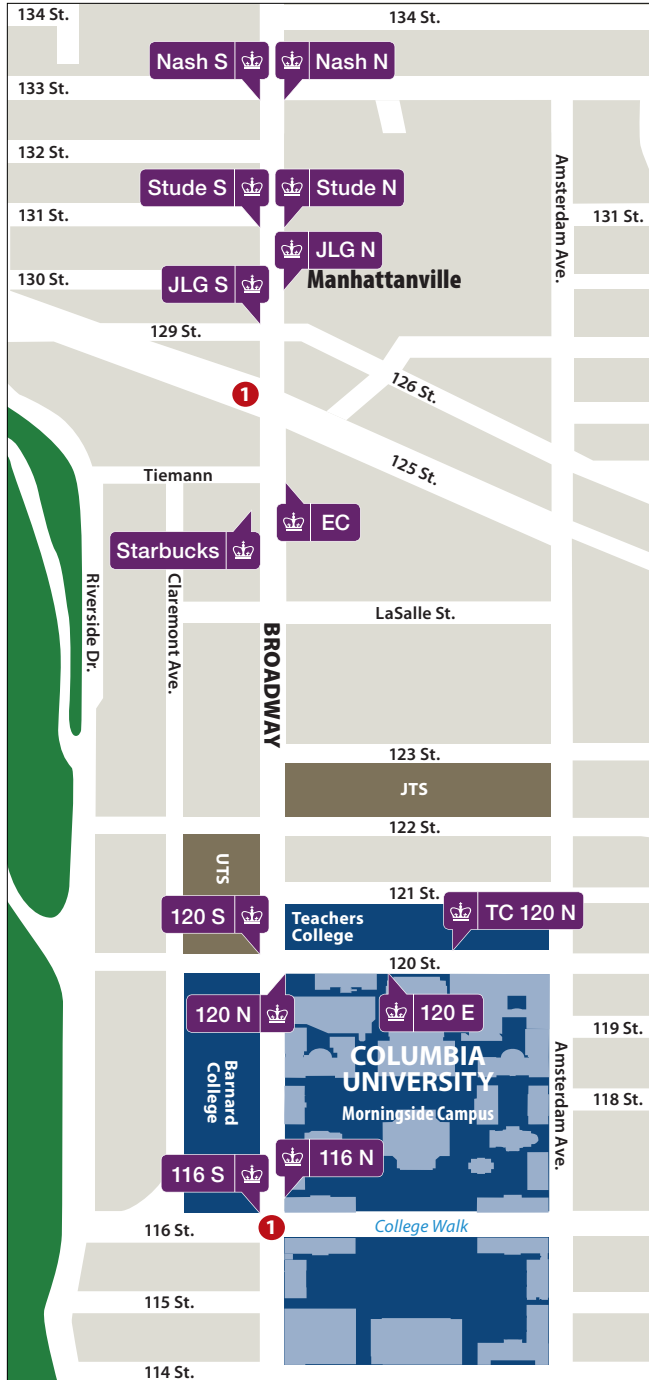 134 St.
134 St.
Nash S
Nash N
133 St.
132 St.
Amsterdam Ave.
Stude S
Stude N
131 St.
131 St.
JLG N
130 St.
JLG S
Manhattanville
129 St.
1
126 St.
125 St.
Tiemann
EC
Starbucks
Riverside Dr.
Claremont Ave.
LaSalle St.
BROADWAY
123 St.
JTS
122 St.
UTS
121 St.
120 S
Teachers
College
TC 120 N
120 St.
120 N
120 E
119 St.
Barnard
College
COLUMBIA
UNIVERSITY
Morningside Campus
Amsterdam Ave.
118 St.
116 N
116 S
116 St.
1
College Walk
115 St.
114 St.